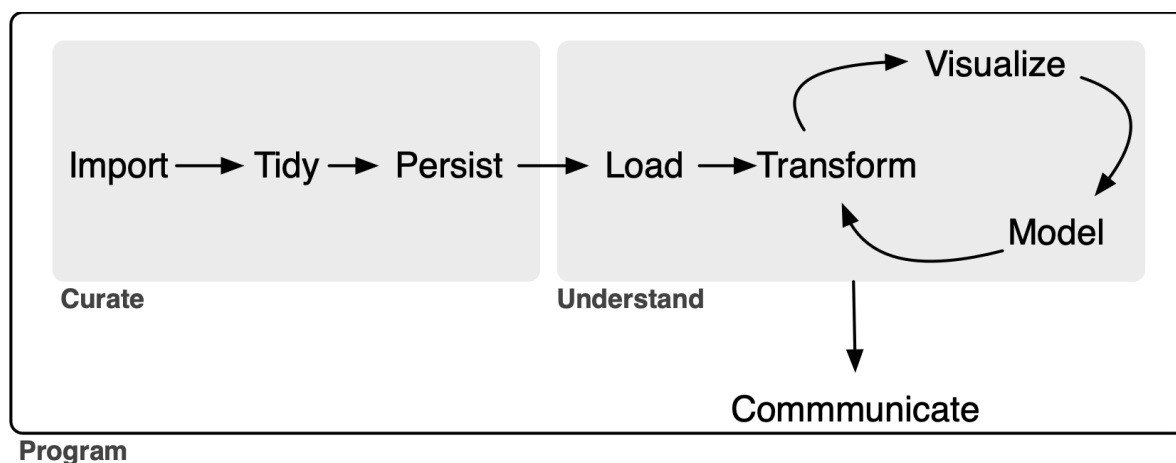 Visualize
Import Tidy Persist Load Transform
Model
Curate Understand
Commmunicate
Program